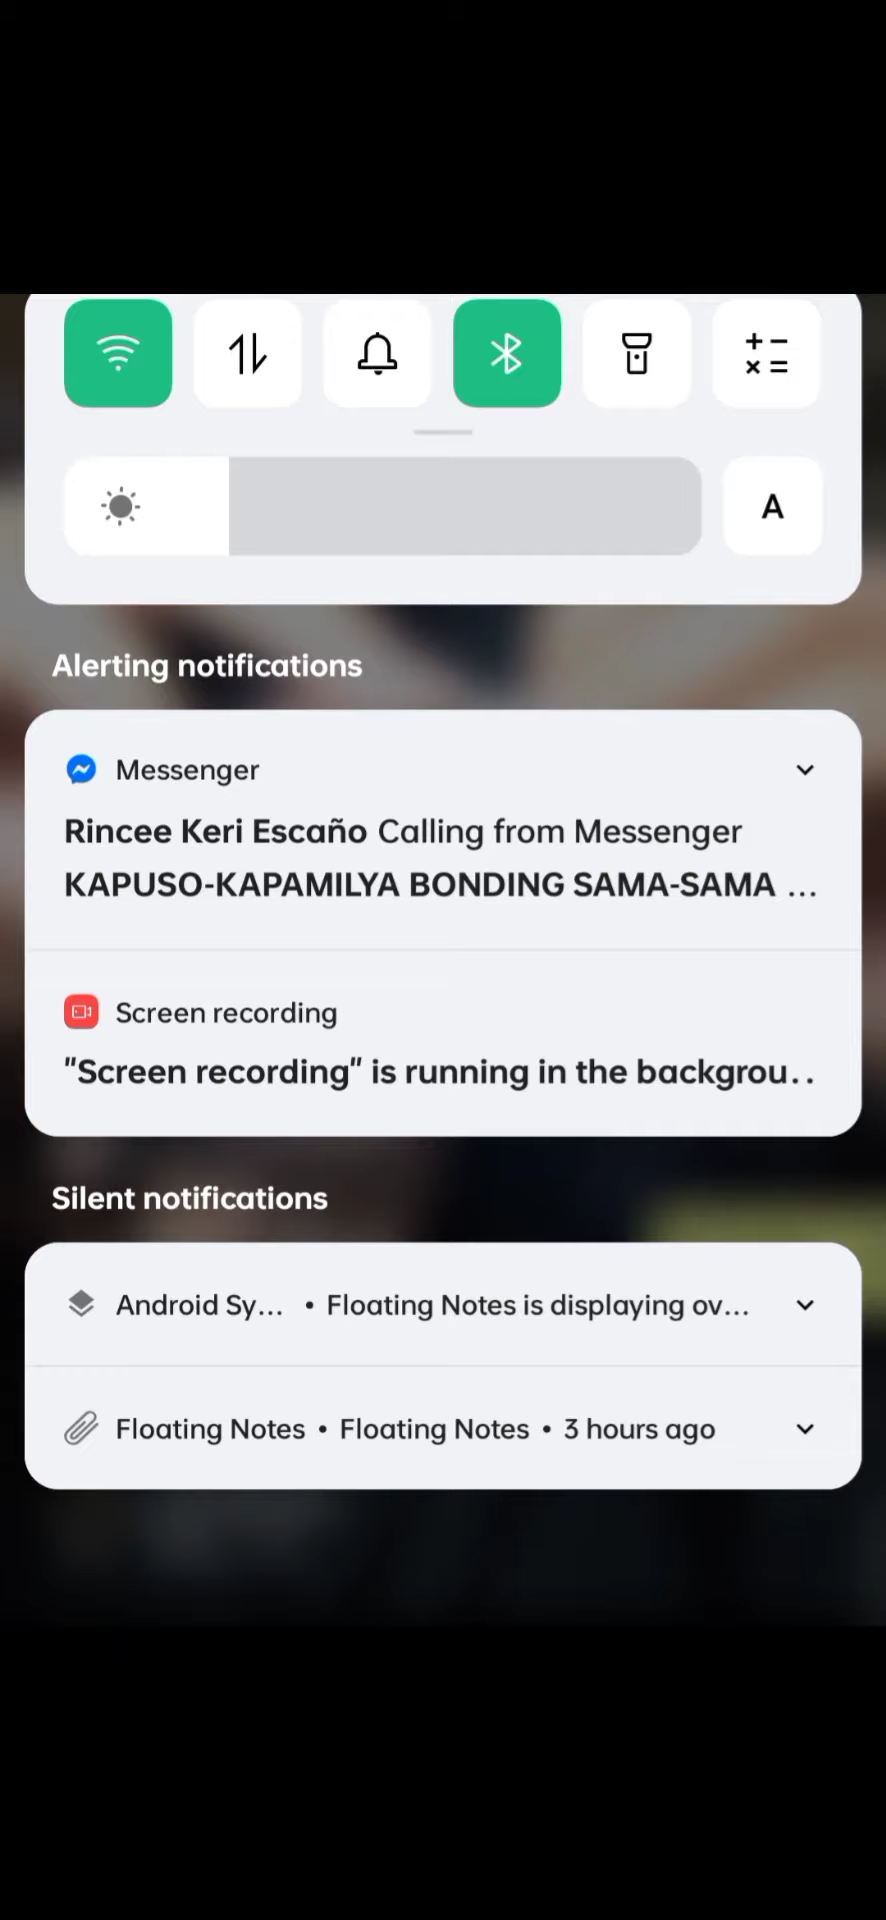 + −
× =
A
Alerting notifications
Messenger
Rincee Keri Escaño Calling from Messenger
KAPUSO-KAPAMILYA BONDING SAMA-SAMA ...
Screen recording
"Screen recording" is running in the backgrou..
Silent notifications
Android Sy... • Floating Notes is displaying ov...
Floating Notes • Floating Notes • 3 hours ago